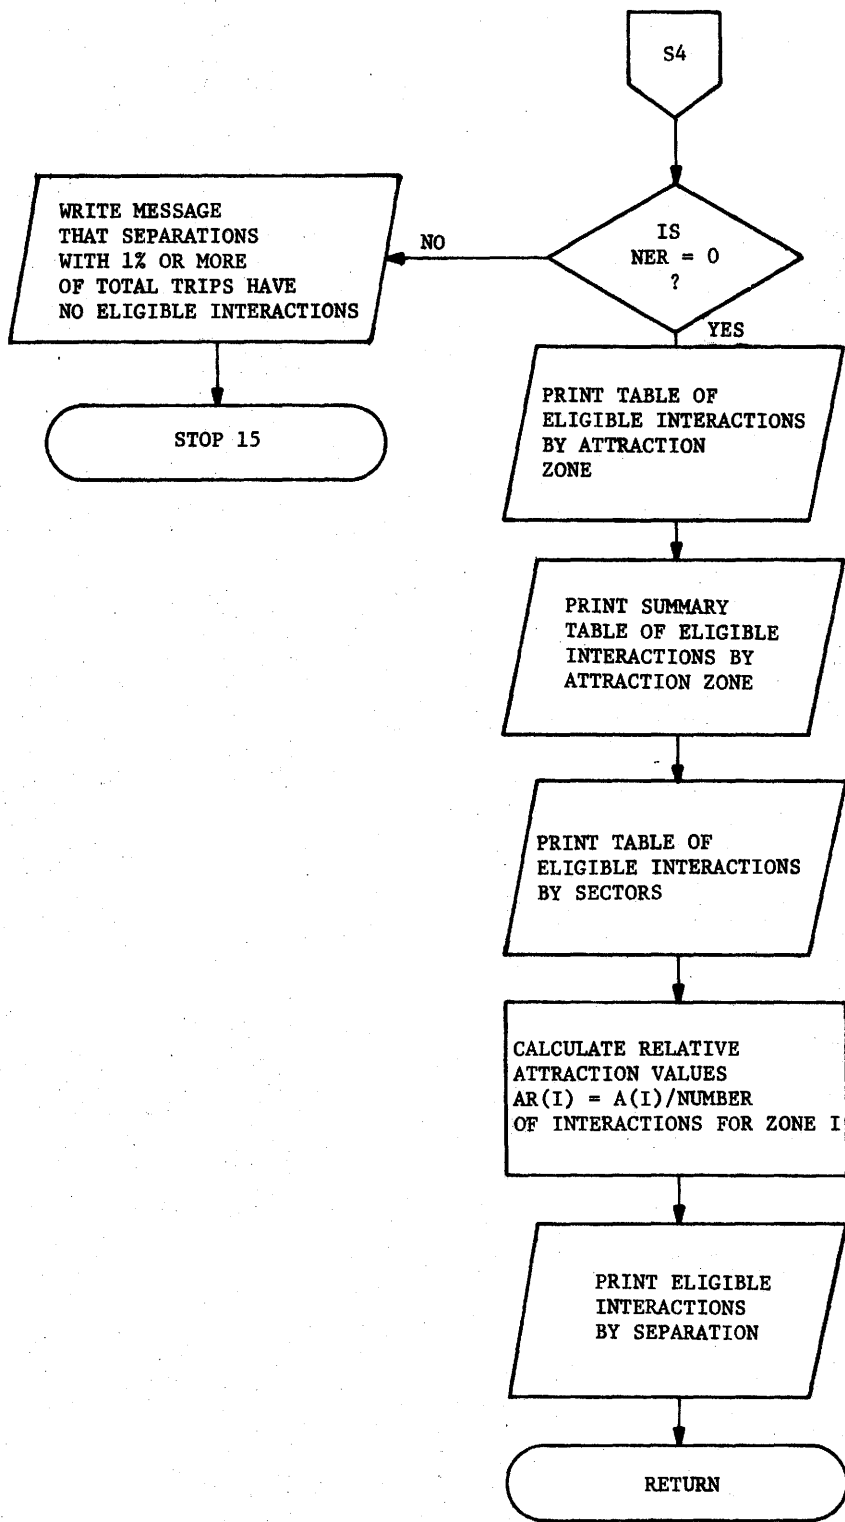 S4
IS
NER = 0
?
NO
YES
WRITE MESSAGE
THAT SEPARATIONS
WITH 1% OR MORE
OF TOTAL TRIPS HAVE
NO ELIGIBLE INTERACTIONS
STOP 15
PRINT TABLE OF
ELIGIBLE INTERACTIONS
BY ATTRACTION
ZONE
PRINT SUMMARY
TABLE OF ELIGIBLE
INTERACTIONS BY
ATTRACTION ZONE
PRINT TABLE OF
ELIGIBLE INTERACTIONS
BY SECTORS
CALCULATE RELATIVE
ATTRACTION VALUES
AR(I) = A(I)/NUMBER
OF INTERACTIONS FOR ZONE I
PRINT ELIGIBLE
INTERACTIONS
BY SEPARATION
RETURN